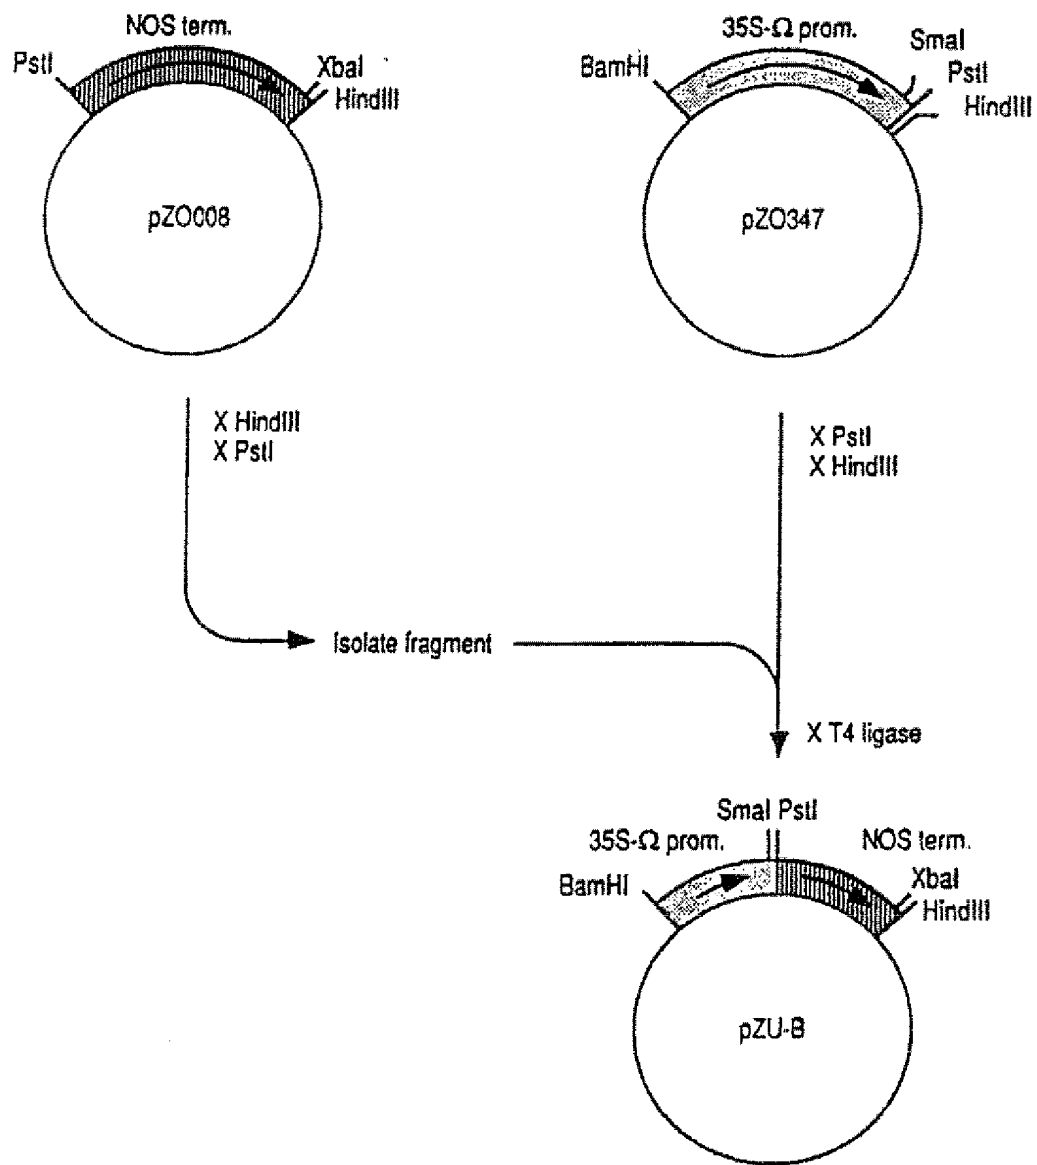 NOS term.
PstI
XbaI
HindIII
pZO008
35S-Ω prom.
BamHI
SmaI
PstI
HindIII
pZO347
X HindIII
X PstI
X PstI
X HindIII
Isolate fragment
X T4 ligase
SmaI PstI
35S-Ω prom.
NOS term.
BamHI
XbaI
HindIII
pZU-B